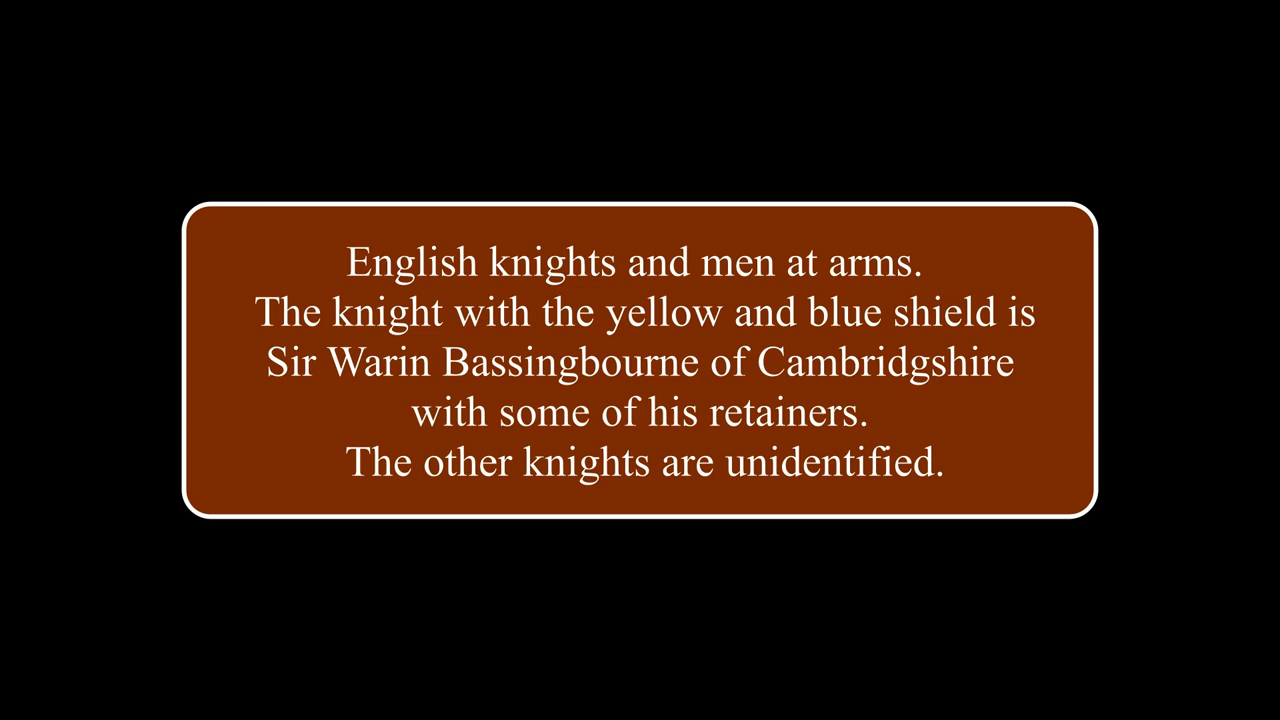 English knights and men at arms.
The knight with the yellow and blue shield is
Sir Warin Bassingbourne of Cambridgshire
with some of his retainers.
The other knights are unidentified.